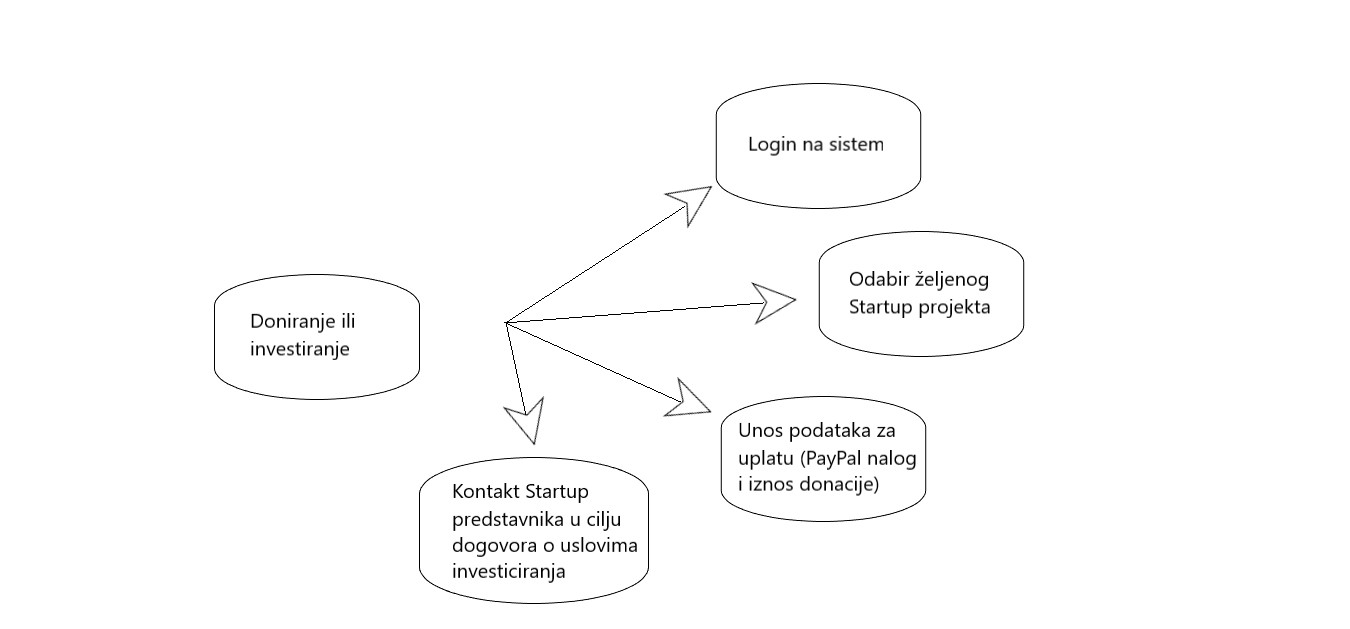 Login na sistem
Odabir željenog
Startup projekta
Doniranje ili
investiranje
Unos podataka za
uplatu (PayPal nalog
i iznos donacije)
Kontakt Startup
predstavnika u cilju
dogovora o uslovima
investiciranja